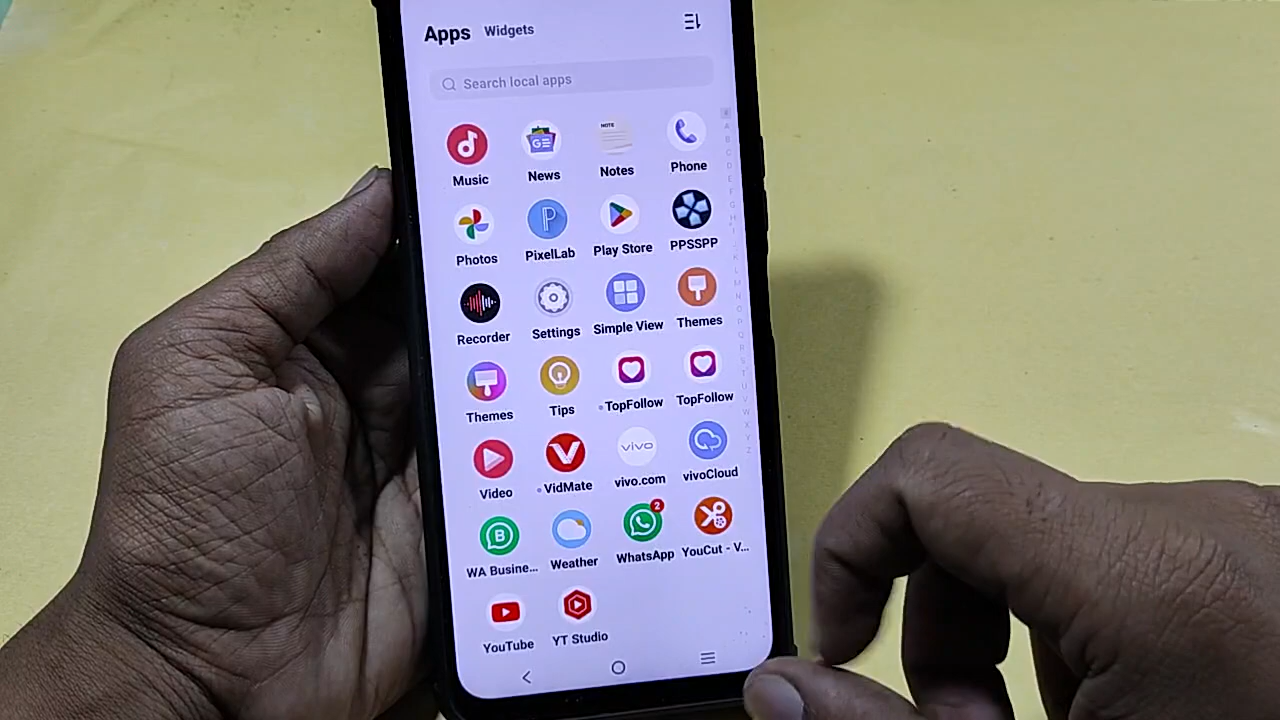 Apps Widgets
Search local apps
NOTE
GE
Music News Notes Phone
Photos PixelLab Play Store PPSSPP
Recorder Settings Simple View Themes
Themes Tips TopFollow TopFollow
vivo
Video VidMate vivo.com vivoCloud
B
2
WA Busine... Weather WhatsApp YouCut - V...
YouTube YT Studio